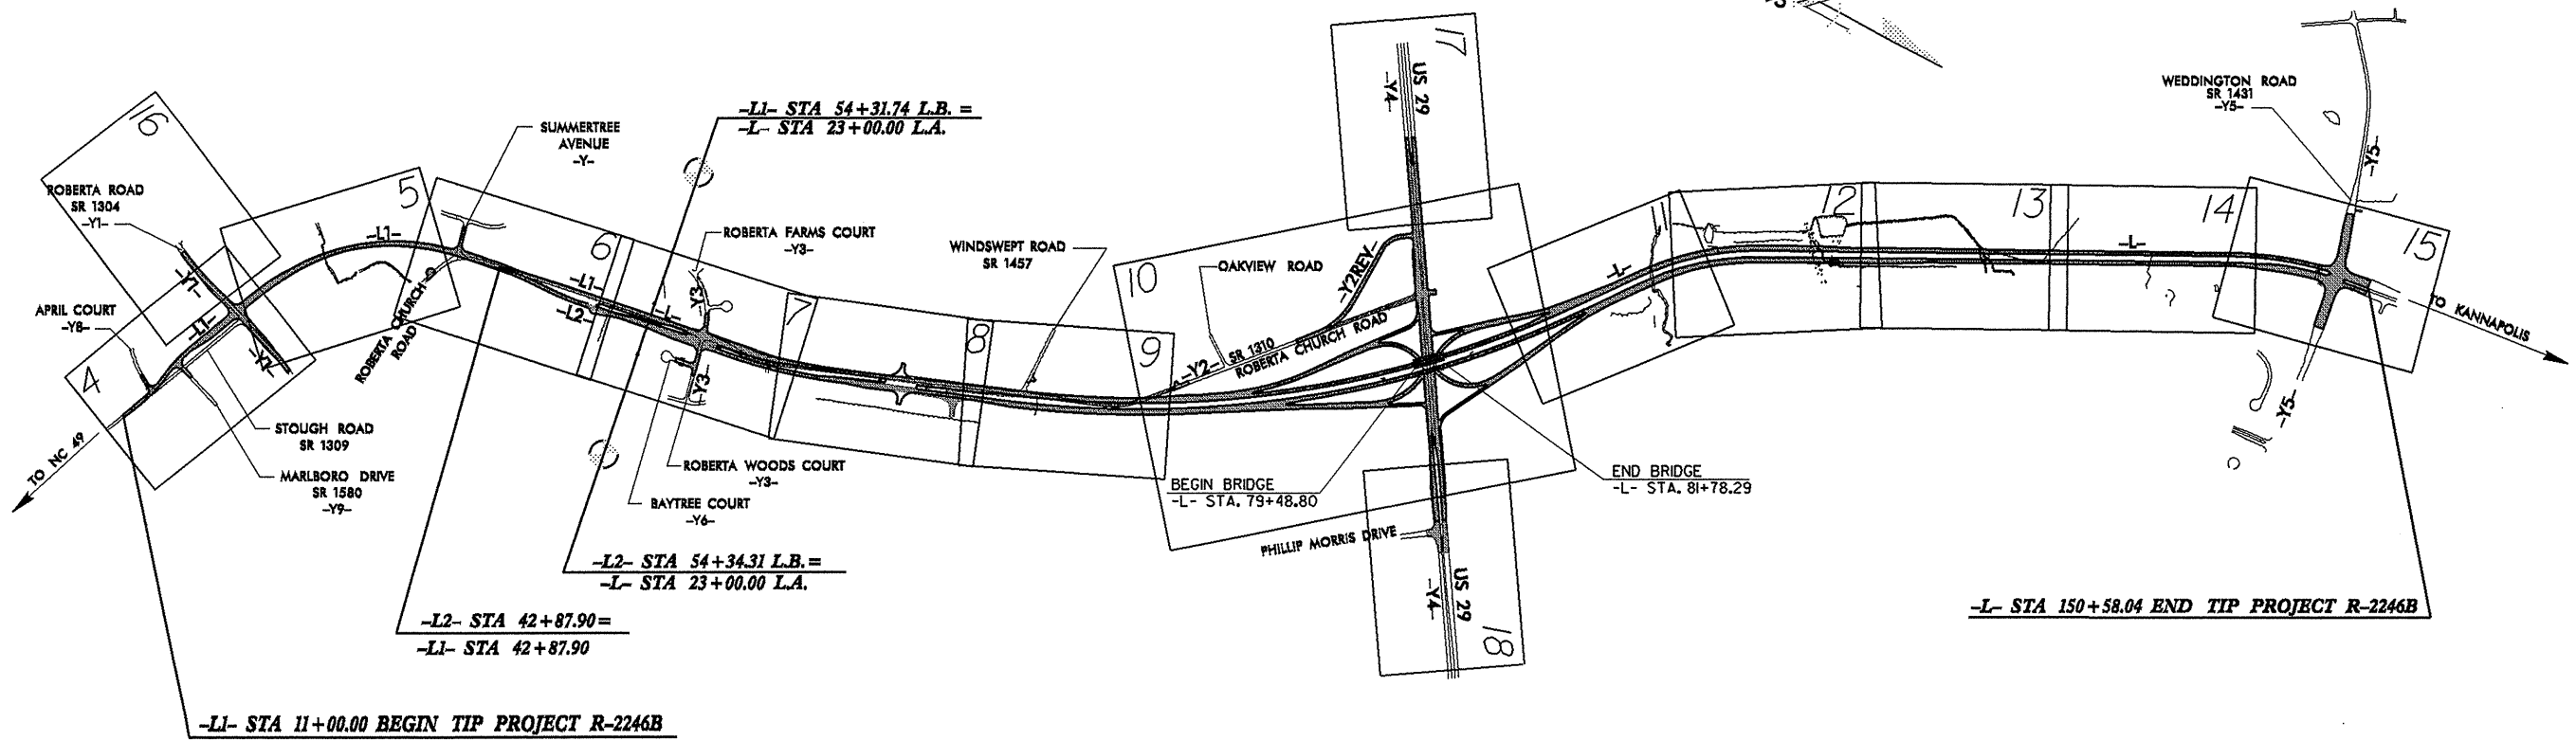 17
US 29
-Y4-
S
WEDDINGTON ROAD
SR 1431
-Y5-
-Y5-
16
ROBERTA ROAD
SR 1304
-Y1-
-Y1-
5
-L1-
SUMMERTREE
AVENUE
-Y-
-L1- STA 54+31.74 L.B. =
-L- STA 23+00.00 L.A.
ROBERTA FARMS COURT
-Y3-
6
-L1-
-L2-
-L-
-Y3-
7
8
WINDSWEPT ROAD
SR 1457
9
10
OAKVIEW ROAD
-Y2REV-
-Y2-
SR 1310
ROBERTA CHURCH ROAD
-L-
12
13
14
-L-
15
TO KANNAPOLIS
APRIL COURT
-Y8-
-L1-
-Y1-
4
ROBERTA CHURCH
ROAD
TO NC 49
STOUGH ROAD
SR 1309
MARLBORO DRIVE
SR 1580
-Y9-
-Y3-
ROBERTA WOODS COURT
-Y3-
BAYTREE COURT
-Y6-
BEGIN BRIDGE
-L- STA. 79+48.80
END BRIDGE
-L- STA. 81+78.29
-Y5-
PHILLIP MORRIS DRIVE
US 29
-Y4-
18
-L2- STA 54+34.31 L.B. =
-L- STA 23+00.00 L.A.
-L2- STA 42+87.90 =
-L1- STA 42+87.90
-L- STA 150+58.04 END TIP PROJECT R-2246B
-L1- STA 11+00.00 BEGIN TIP PROJECT R-2246B